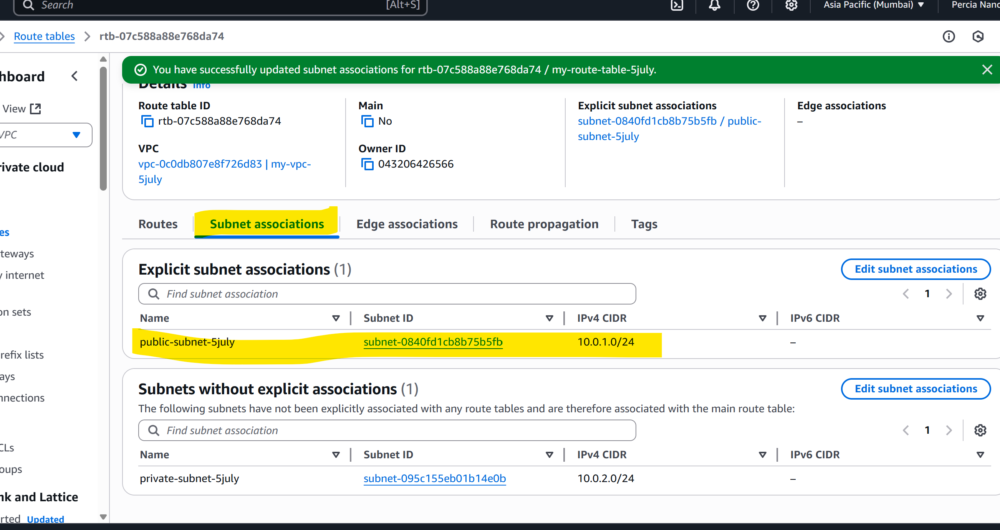 Search [Alt+S] Asia Pacific (Mumbai) Percia Nanc
Route tables rtb-07c588a88e768da74
You have successfully updated subnet associations for rtb-07c588a88e768da74 / my-route-table-5july.
hboard
View
VPC
rivate cloud
es
teways
y internet
on sets
refix lists
ays
nnections
CLs
oups
nk and Lattice
rted Updated
Details Info
Route table ID
rtb-07c588a88e768da74
Main
No
Explicit subnet associations
subnet-0840fd1cb8b75b5fb / public-
subnet-5july
Edge associations
–
VPC
vpc-0c0db807e8f726d83 | my-vpc-
5july
Owner ID
043206426566
Routes Subnet associations Edge associations Route propagation Tags
Explicit subnet associations (1) Edit subnet associations
Find subnet association 1
Name Subnet ID IPv4 CIDR IPv6 CIDR
public-subnet-5july subnet-0840fd1cb8b75b5fb 10.0.1.0/24 –
Subnets without explicit associations (1) Edit subnet associations
The following subnets have not been explicitly associated with any route tables and are therefore associated with the main route table:
Find subnet association 1
Name Subnet ID IPv4 CIDR IPv6 CIDR
private-subnet-5july subnet-095c155eb01b14e0b 10.0.2.0/24 –